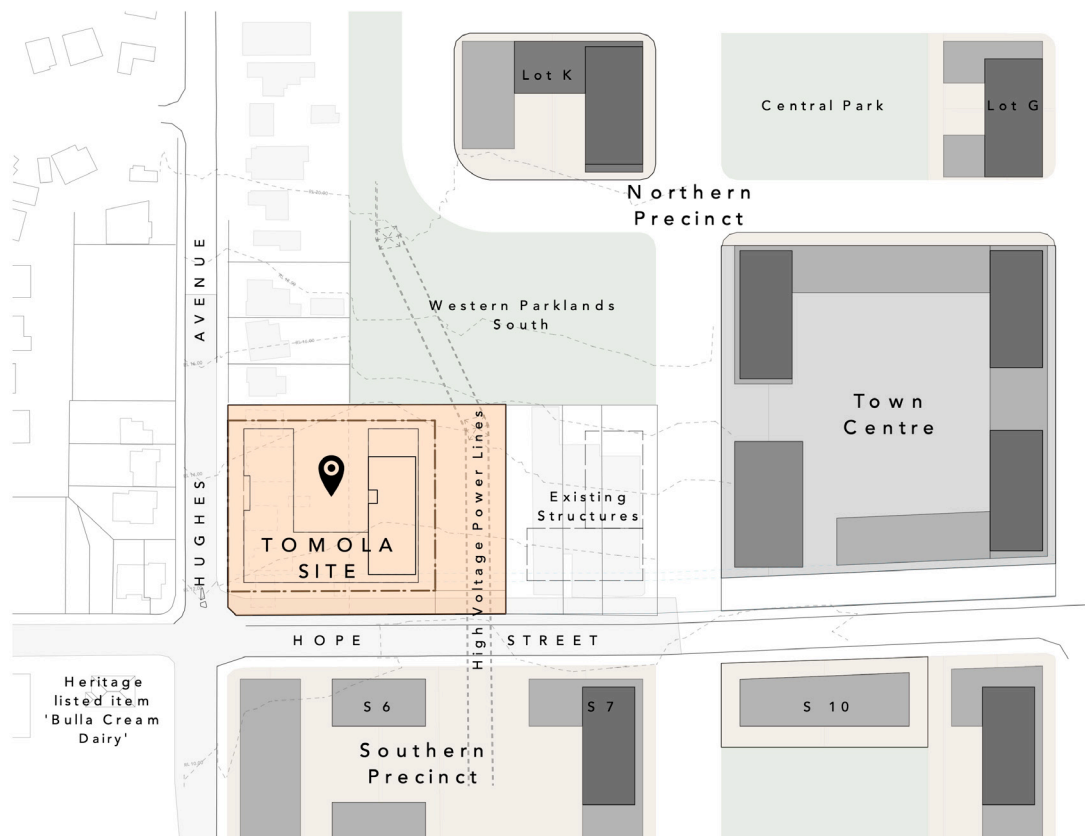 Lot K
Central Park
Lot G
Northern
Precinct
HUGHES AVENUE
Western Parklands
South
Town
Centre
High Voltage Power Lines
Existing
Structures
TOMOLA
SITE
HOPE STREET
Heritage
listed item
'Bulla Cream
Dairy'
S 6
S 7
S 10
Southern
Precinct